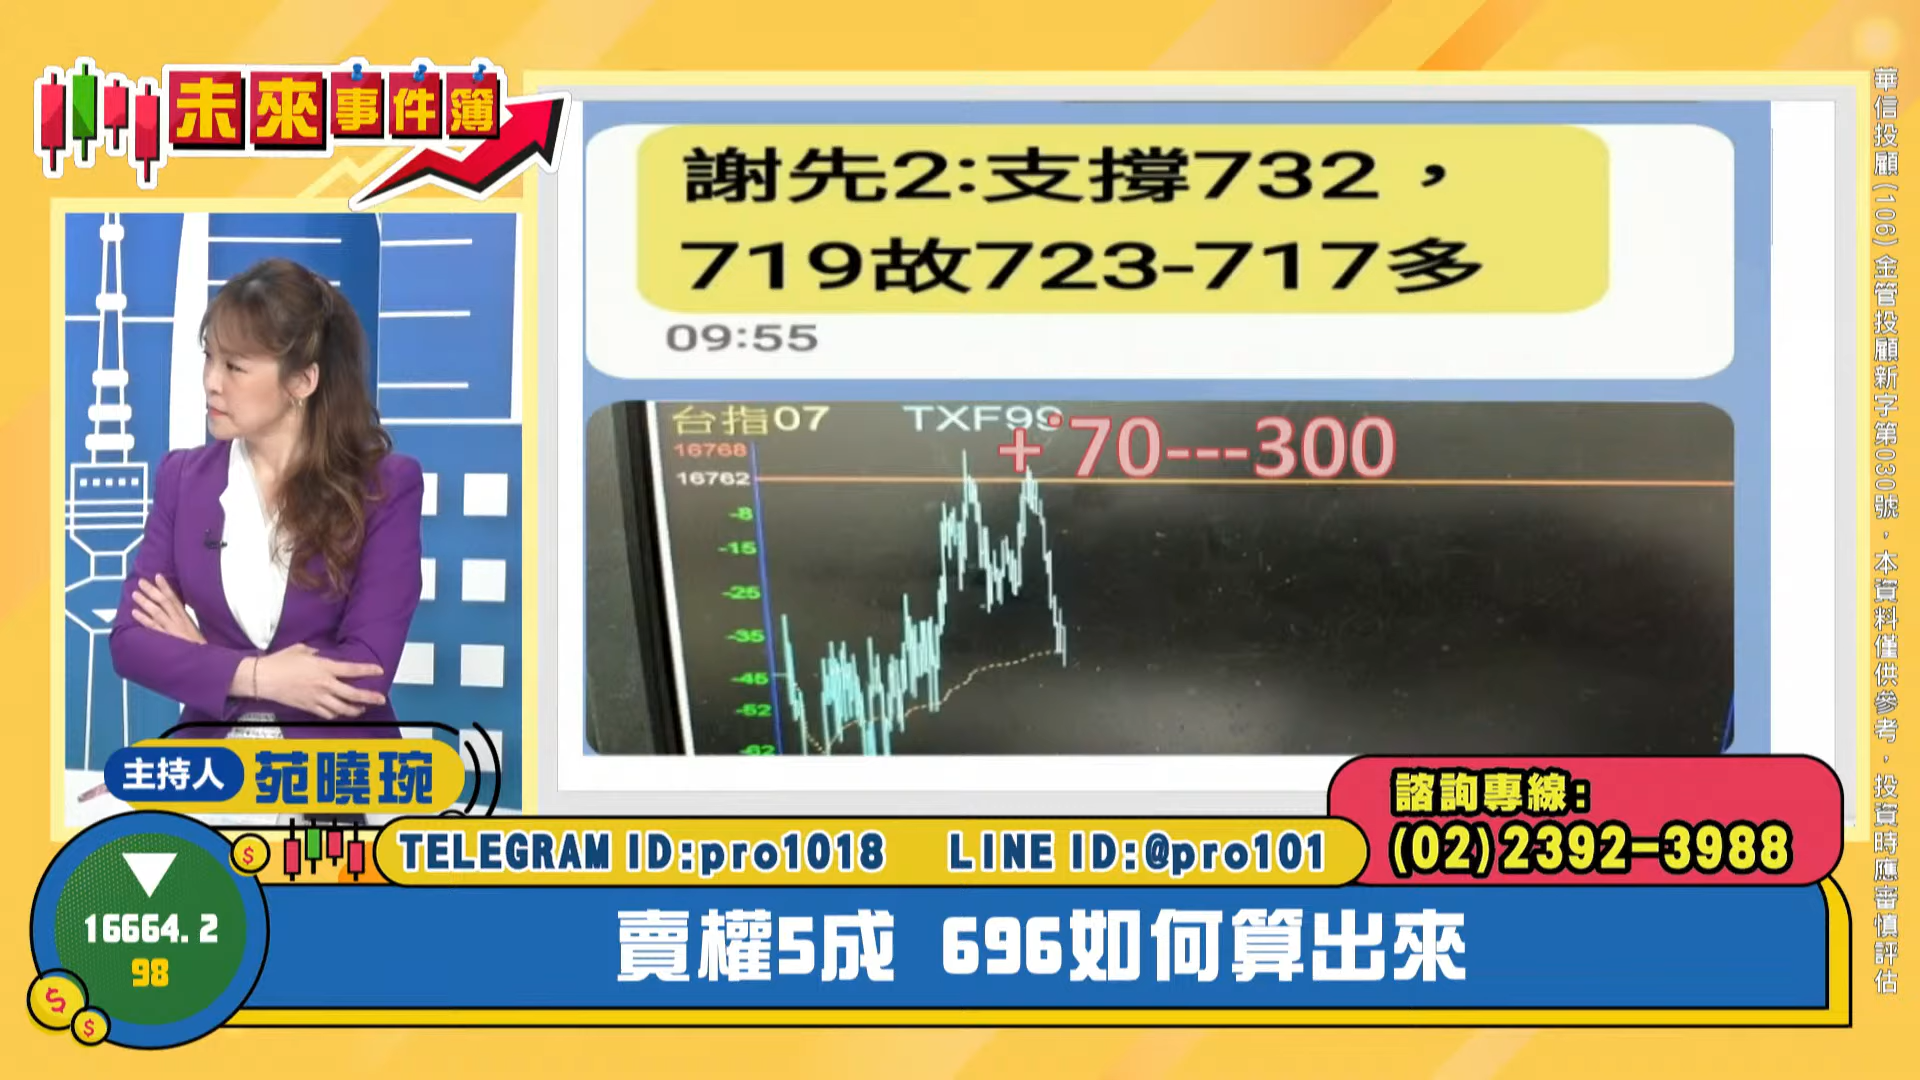 未來事件簿
謝先2:支撐732，
719故723-717多
09:55
台指07 TXF99
+70---300
16768
16762
-8
-15
-25
-35
-45
-52
-62
主持人 苑曉琬
TELEGRAM ID:pro1018 LINE ID:@pro101
諮詢專線:
(02)2392-3988
▼
16664.2
98
賣權5成 696如何算出來
華信投顧(106)金管投顧新字第030號，本資料僅供參考，投資時應審慎評估